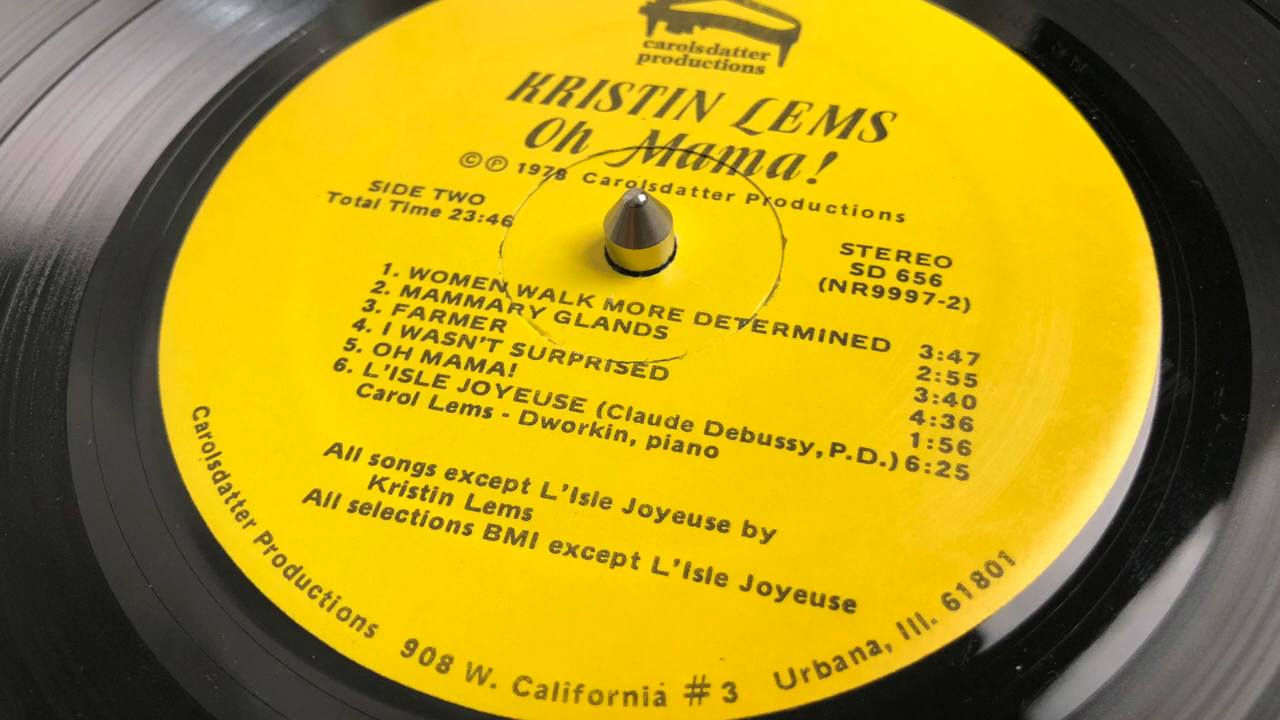 carolsdatter
productions
KRISTIN LEMS
Oh Mama!
©℗ 1978 Carolsdatter Productions
SIDE TWO
Total Time 23:46
STEREO
SD 656
(NR9997-2)
1. WOMEN WALK MORE DETERMINED 3:47
2. MAMMARY GLANDS 2:55
3. FARMER 3:40
4. I WASN'T SURPRISED 4:36
5. OH MAMA! 1:56
6. L'ISLE JOYEUSE (Claude Debussy, P.D.) 6:25
Carol Lems - Dworkin, piano
All songs except L'Isle Joyeuse by
Kristin Lems
All selections BMI except L'Isle Joyeuse
Carolsdatter Productions 908 W. California #3 Urbana, Ill. 61801